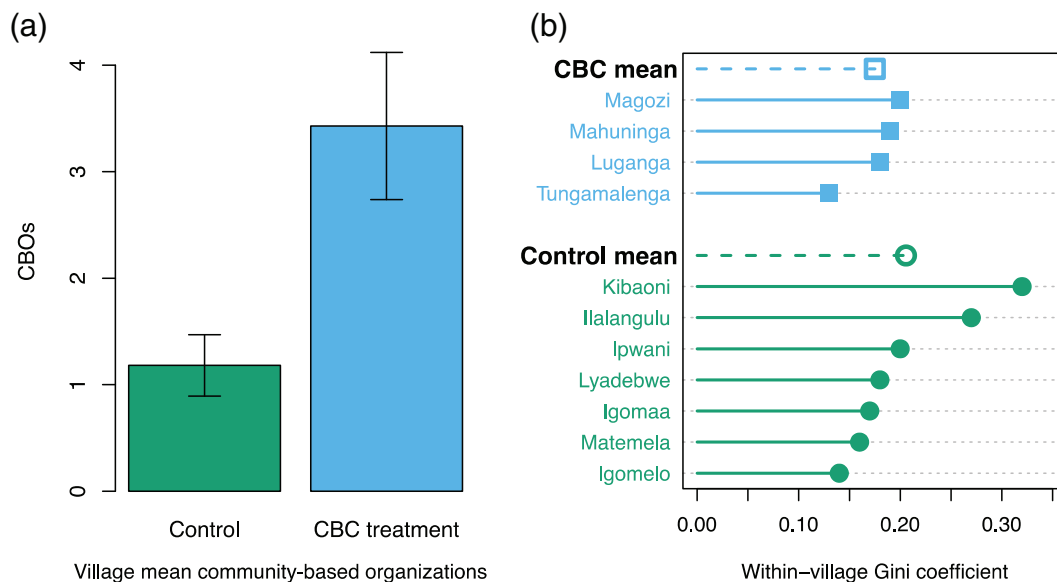 (a)
4
3
2
1
0
CBOs
Control
CBC treatment
Village mean community-based organizations
(b)
CBC mean
Magozi
Mahuninga
Luganga
Tungamalenga
Control mean
Kibaoni
Ilalangulu
Ipwani
Lyadebwe
Igomaa
Matemela
Igomelo
0.00 0.10 0.20 0.30
Within–village Gini coefficient